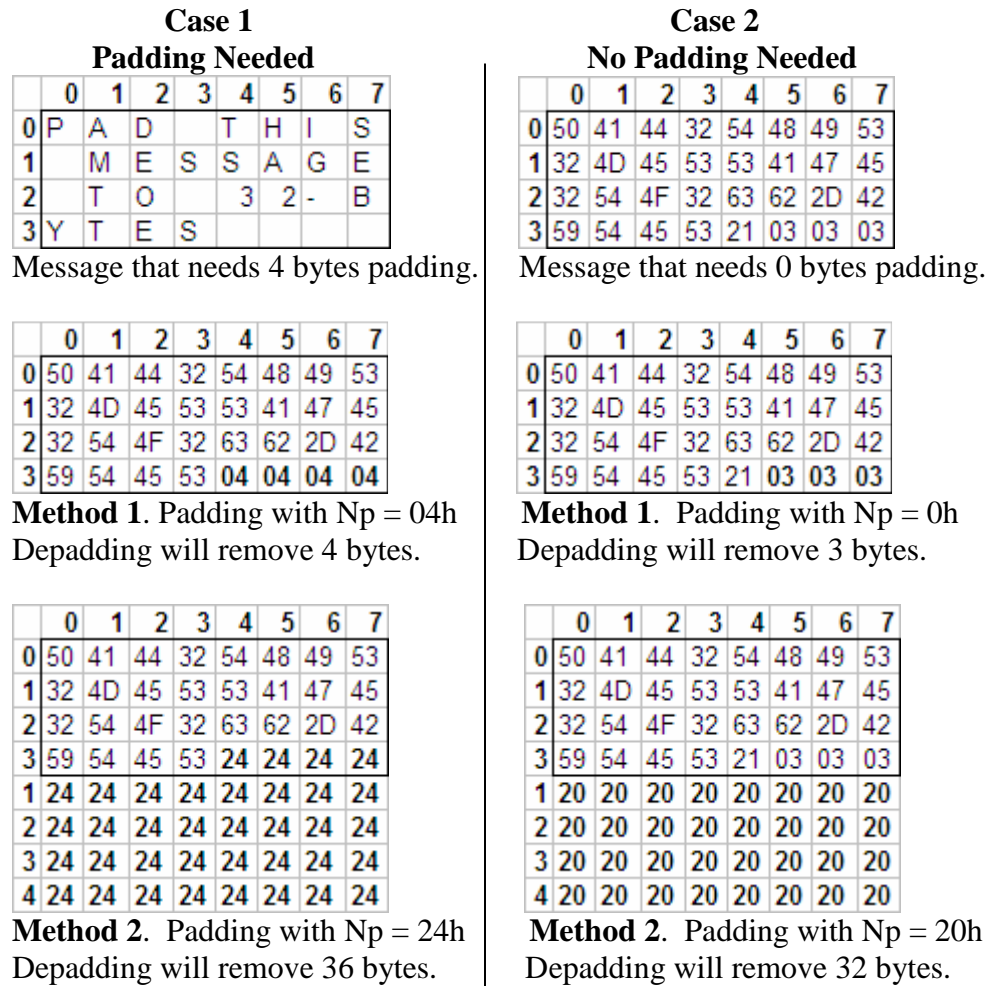 Case 1
Padding Needed
0 1 2 3 4 5 6 7
0 P A D T H I S
1 M E S S A G E
2 T O 3 2 - B
3 Y T E S
Message that needs 4 bytes padding.
0 1 2 3 4 5 6 7
0 50 41 44 32 54 48 49 53
1 32 4D 45 53 53 41 47 45
2 32 54 4F 32 63 62 2D 42
3 59 54 45 53 04 04 04 04
Method 1. Padding with Np = 04h
Depadding will remove 4 bytes.
0 1 2 3 4 5 6 7
0 50 41 44 32 54 48 49 53
1 32 4D 45 53 53 41 47 45
2 32 54 4F 32 63 62 2D 42
3 59 54 45 53 24 24 24 24
1 24 24 24 24 24 24 24 24
2 24 24 24 24 24 24 24 24
3 24 24 24 24 24 24 24 24
4 24 24 24 24 24 24 24 24
Method 2. Padding with Np = 24h
Depadding will remove 36 bytes.
Case 2
No Padding Needed
0 1 2 3 4 5 6 7
0 50 41 44 32 54 48 49 53
1 32 4D 45 53 53 41 47 45
2 32 54 4F 32 63 62 2D 42
3 59 54 45 53 21 03 03 03
Message that needs 0 bytes padding.
0 1 2 3 4 5 6 7
0 50 41 44 32 54 48 49 53
1 32 4D 45 53 53 41 47 45
2 32 54 4F 32 63 62 2D 42
3 59 54 45 53 21 03 03 03
Method 1. Padding with Np = 0h
Depadding will remove 3 bytes.
0 1 2 3 4 5 6 7
0 50 41 44 32 54 48 49 53
1 32 4D 45 53 53 41 47 45
2 32 54 4F 32 63 62 2D 42
3 59 54 45 53 21 03 03 03
1 20 20 20 20 20 20 20 20
2 20 20 20 20 20 20 20 20
3 20 20 20 20 20 20 20 20
4 20 20 20 20 20 20 20 20
Method 2. Padding with Np = 20h
Depadding will remove 32 bytes.